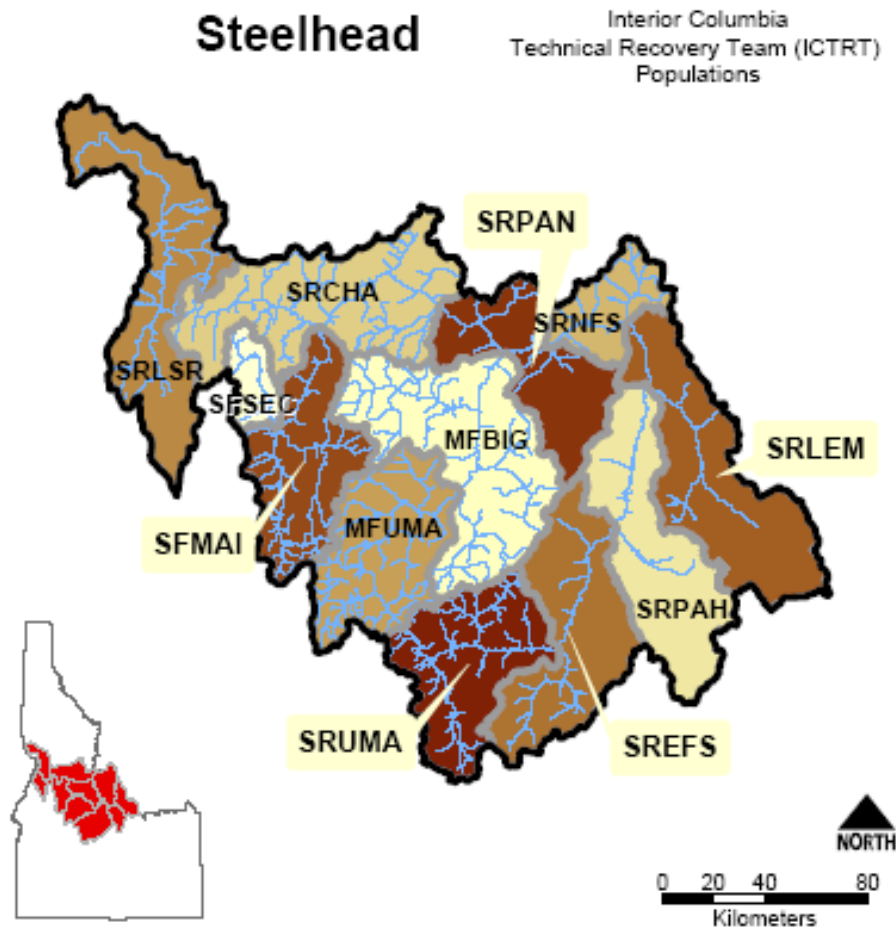 Steelhead
Interior Columbia
Technical Recovery Team (ICTRT)
Populations
SRPAN
SRCHA
SRNFS
SRLSR
SFSEC
MFBIG
SRLEM
SFMAI
MFUMA
SRPAH
SRUMA
SREFS
NORTH
0 20 40 80
Kilometers